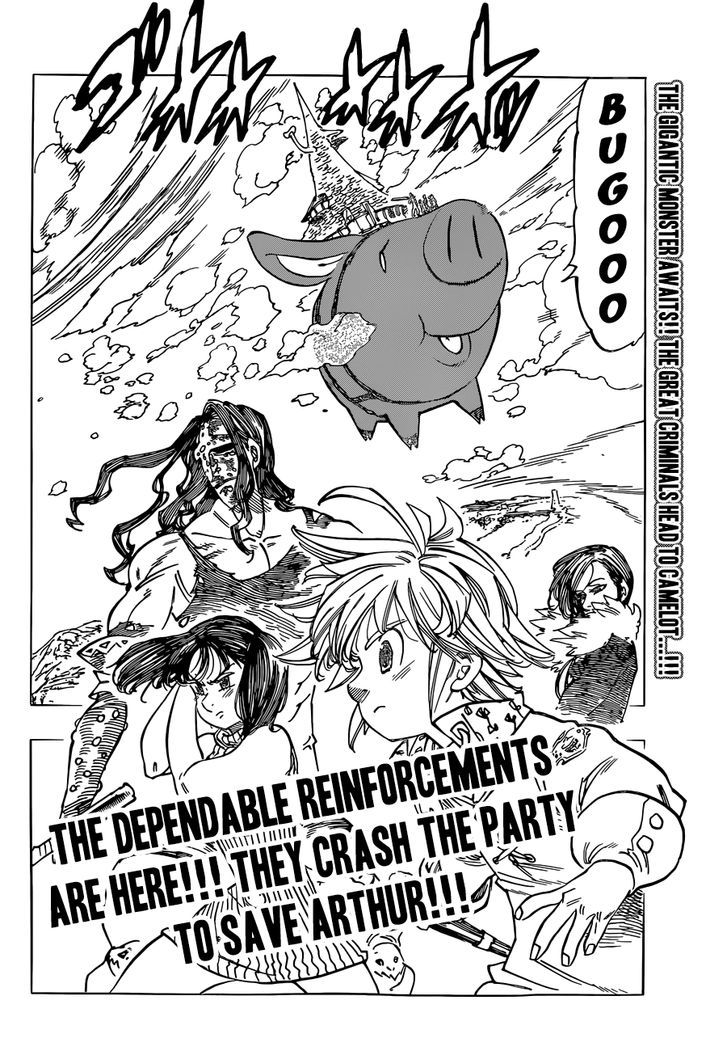 BUGOOO
THE GIGANTIC MONSTER AWAITS!! THE GREAT CRIMINALS HEAD TO CAMELOT...!!!
THE DEPENDABLE REINFORCEMENTS
ARE HERE!!! THEY CRASH THE PARTY
TO SAVE ARTHUR!!!